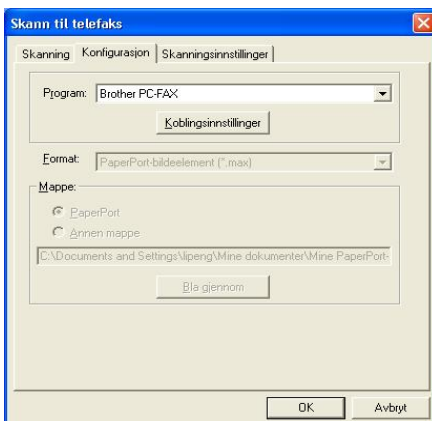 Skann til telefaks
Skanning Konfigurasjon Skanningsinnstillinger
Program: Brother PC-FAX
Koblingsinnstillinger
Format: PaperPort-bildeelement (*.max)
Mappe:
PaperPort
Annen mappe
C:\Documents and Settings\lipeng\Mine dokumenter\Mine PaperPort-
Bla gjennom
OK Avbryt